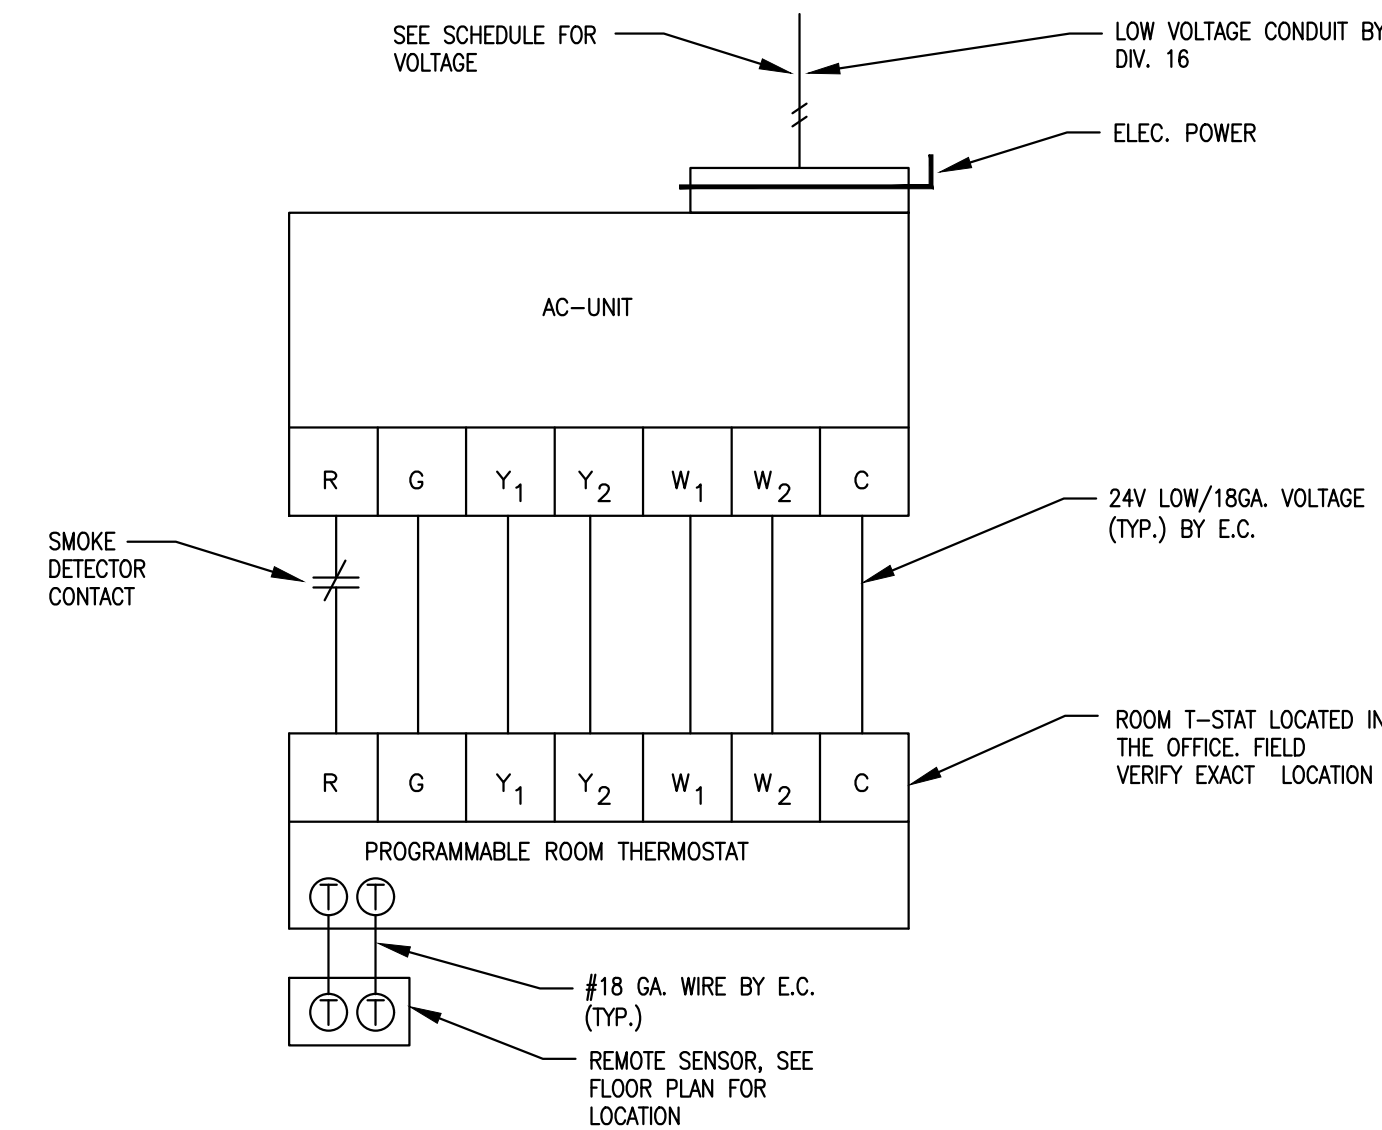 SEE SCHEDULE FOR
VOLTAGE
LOW VOLTAGE CONDUIT BY
DIV. 16
ELEC. POWER
AC-UNIT
R G Y1 Y2 W1 W2 C
24V LOW/18GA. VOLTAGE
(TYP.) BY E.C.
SMOKE
DETECTOR
CONTACT
ROOM T-STAT LOCATED IN
THE OFFICE. FIELD
VERIFY EXACT LOCATION
R G Y1 Y2 W1 W2 C
PROGRAMMABLE ROOM THERMOSTAT
T T
#18 GA. WIRE BY E.C.
(TYP.)
T T
REMOTE SENSOR, SEE
FLOOR PLAN FOR
LOCATION